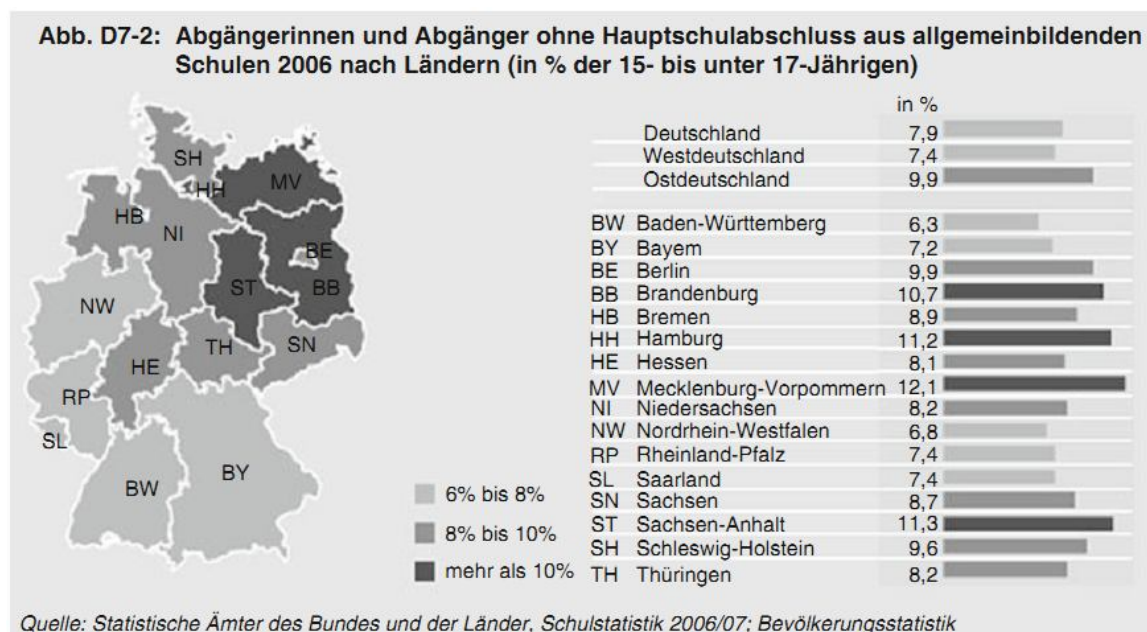 Abb. D7-2: Abgängerinnen und Abgänger ohne Hauptschulabschluss aus allgemeinbildenden
Schulen 2006 nach Ländern (in % der 15- bis unter 17-Jährigen)
in %
Deutschland 7,9
Westdeutschland 7,4
Ostdeutschland 9,9
BW Baden-Württemberg 6,3
BY Bayern 7,2
BE Berlin 9,9
BB Brandenburg 10,7
HB Bremen 8,9
HH Hamburg 11,2
HE Hessen 8,1
MV Mecklenburg-Vorpommern 12,1
NI Niedersachsen 8,2
NW Nordrhein-Westfalen 6,8
RP Rheinland-Pfalz 7,4
SL Saarland 7,4
SN Sachsen 8,7
ST Sachsen-Anhalt 11,3
SH Schleswig-Holstein 9,6
TH Thüringen 8,2
SH
HH
MV
HB
NI
BE
BB
ST
NW
TH
SN
HE
RP
SL
BW
BY
6% bis 8%
8% bis 10%
mehr als 10%
Quelle: Statistische Ämter des Bundes und der Länder, Schulstatistik 2006/07; Bevölkerungsstatistik